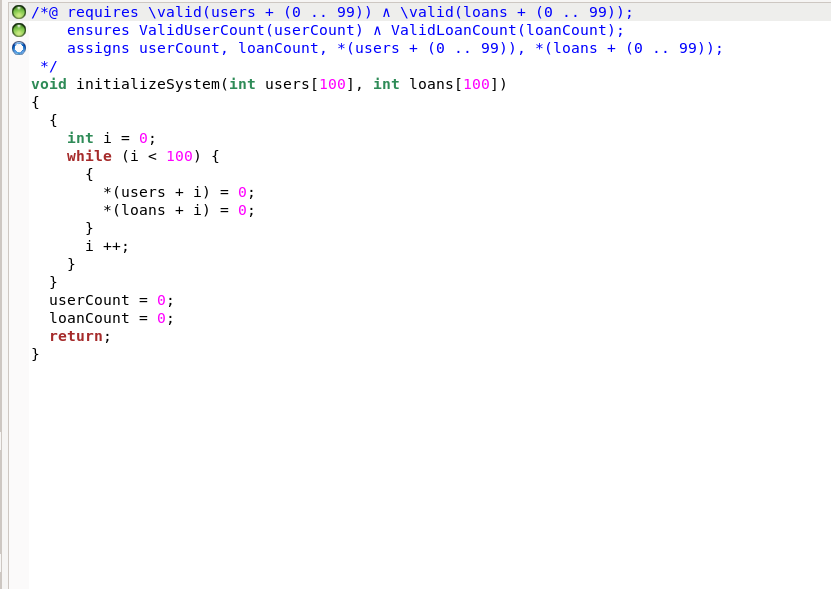 /*@ requires \valid(users + (0 .. 99)) ∧ \valid(loans + (0 .. 99));
    ensures ValidUserCount(userCount) ∧ ValidLoanCount(loanCount);
    assigns userCount, loanCount, *(users + (0 .. 99)), *(loans + (0 .. 99));
 */
void initializeSystem(int users[100], int loans[100])
{
  {
    int i = 0;
    while (i < 100) {
      {
        *(users + i) = 0;
        *(loans + i) = 0;
      }
      i ++;
    }
  }
  userCount = 0;
  loanCount = 0;
  return;
}